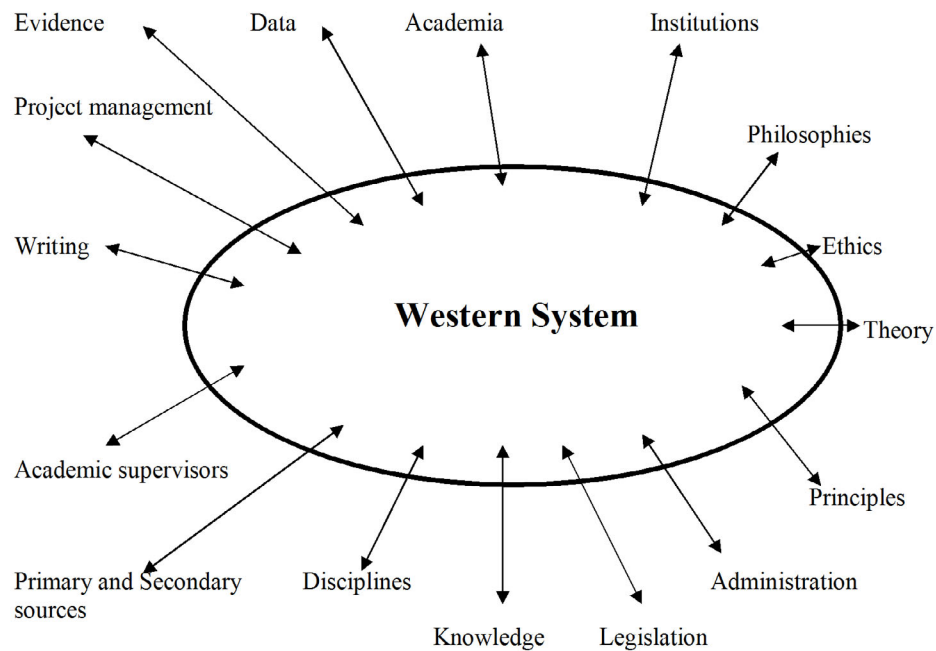 Evidence
Data
Academia
Institutions
Project management
Philosophies
Writing
Ethics
Western System
Theory
Academic supervisors
Principles
Primary and Secondary
sources
Disciplines
Administration
Knowledge
Legislation